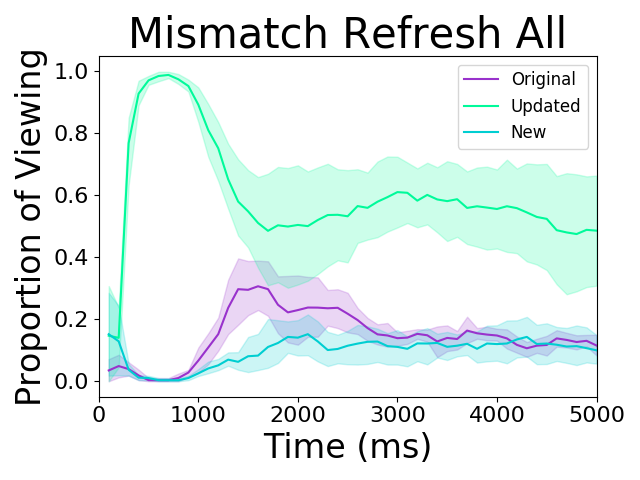 Mismatch Refresh All
Proportion of Viewing
1.0
0.8
0.6
0.4
0.2
0.0
Original
Updated
New
0 1000 2000 3000 4000 5000
Time (ms)